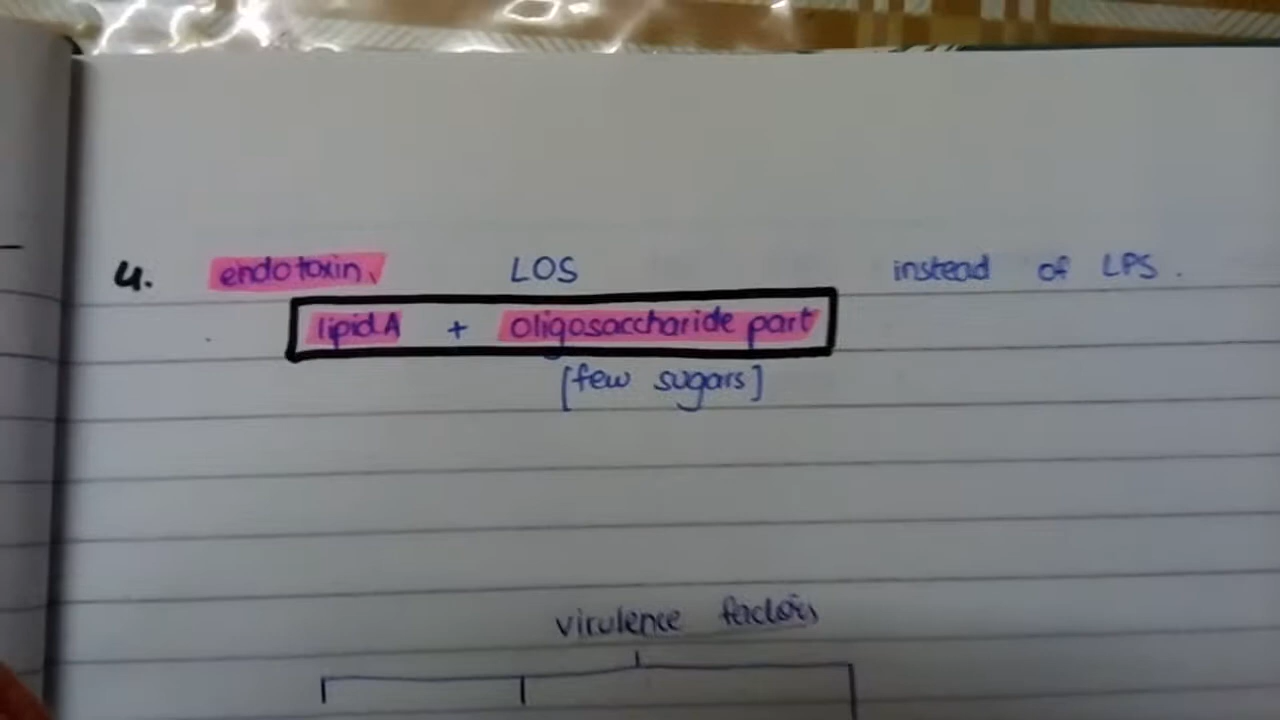 4. endotoxin, LOS instead of LPS.
lipid A + oligosaccharide part
[few sugars]
virulence factors